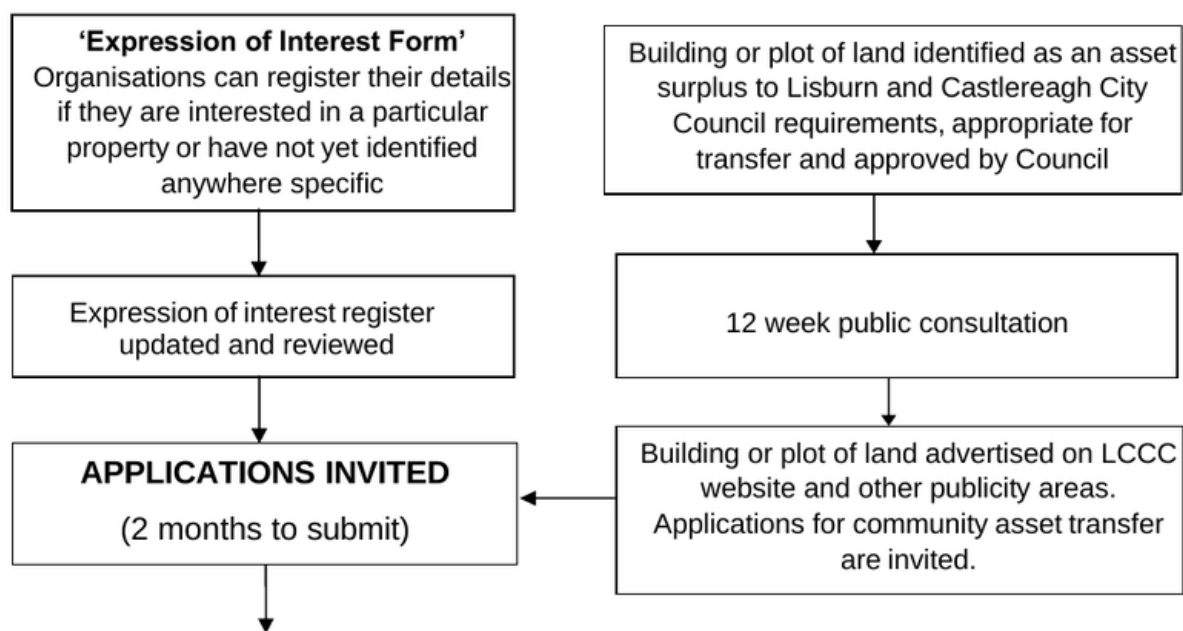 ‘Expression of Interest Form’
Organisations can register their details
if they are interested in a particular
property or have not yet identified
anywhere specific
Building or plot of land identified as an asset
surplus to Lisburn and Castlereagh City
Council requirements, appropriate for
transfer and approved by Council
Expression of interest register
updated and reviewed
12 week public consultation
APPLICATIONS INVITED
(2 months to submit)
Building or plot of land advertised on LCCC
website and other publicity areas.
Applications for community asset transfer
are invited.